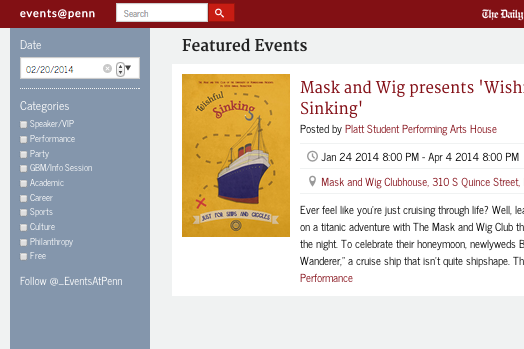 events@penn
Search
The Daily
Date
02/20/2014
Categories
Speaker/VIP
Performance
Party
GBM/Info Session
Academic
Career
Sports
Culture
Philanthropy
Free
Follow @_EventsAtPenn
Featured Events
Wishful
Sinking
JUST FOR SHIPS AND GIGGLES
Mask and Wig presents 'Wishf
Sinking'
Posted by Platt Student Performing Arts House
Jan 24 2014 8:00 PM - Apr 4 2014 8:00 PM
Mask and Wig Clubhouse, 310 S Quince Street,
Ever feel like you're just cruising through life? Well, lea
on a titanic adventure with The Mask and Wig Club th
the night. To celebrate their honeymoon, newlyweds B
Wanderer," a cruise ship that isn't quite shipshape. Th
Performance